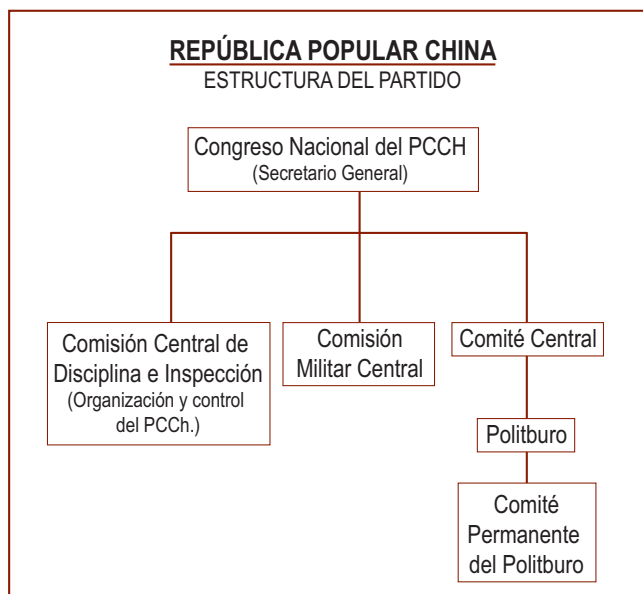 REPÚBLICA POPULAR CHINA
ESTRUCTURA DEL PARTIDO
Congreso Nacional del PCCH
(Secretario General)
Comisión Central de
Disciplina e Inspección
(Organización y control
del PCCh.)
Comisión
Militar Central
Comité Central
Politburo
Comité
Permanente
del Politburo